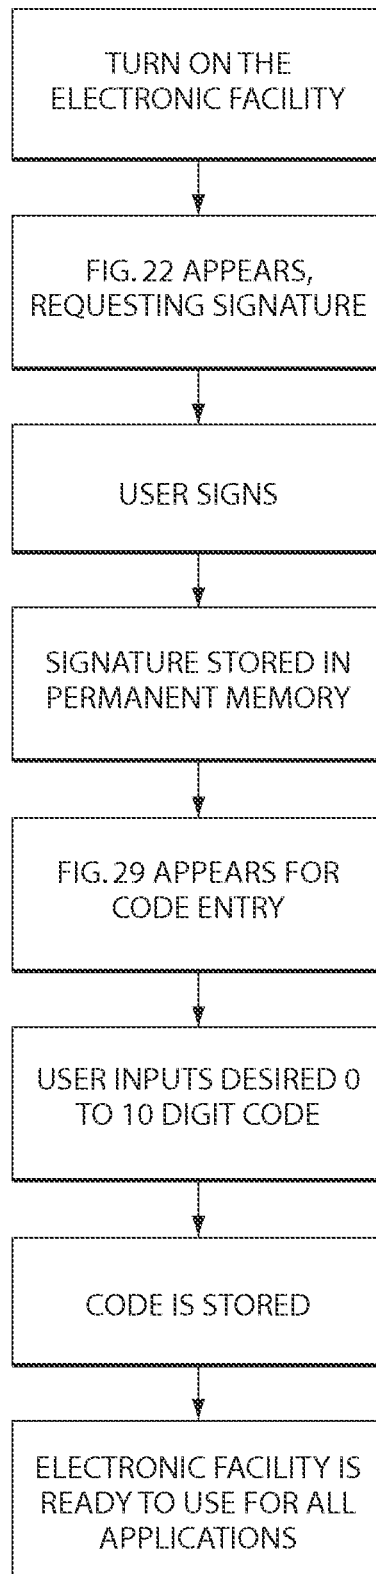 TURN ON THE
ELECTRONIC FACILITY
FIG. 22 APPEARS,
REQUESTING SIGNATURE
USER SIGNS
SIGNATURE STORED IN
PERMANENT MEMORY
FIG. 29 APPEARS FOR
CODE ENTRY
USER INPUTS DESIRED 0
TO 10 DIGIT CODE
CODE IS STORED
ELECTRONIC FACILITY IS
READY TO USE FOR ALL
APPLICATIONS